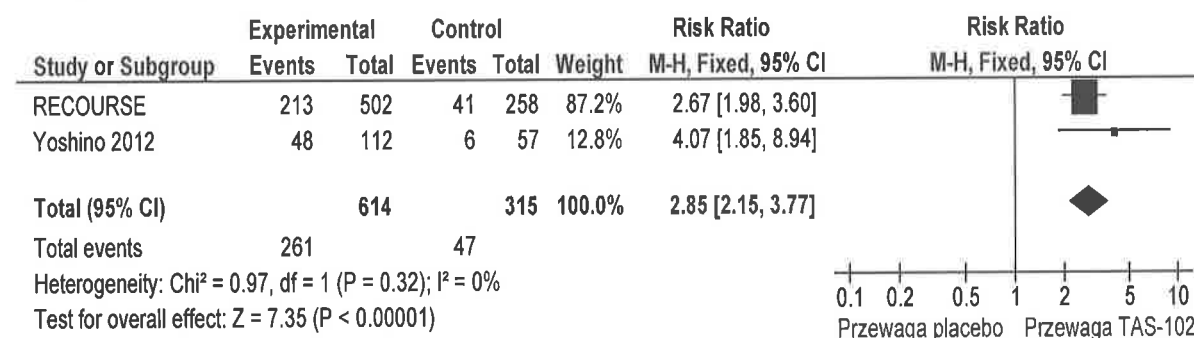 Experimental Control Risk Ratio Risk Ratio
Study or Subgroup Events Total Events Total Weight M-H, Fixed, 95% CI M-H, Fixed, 95% CI
RECOURSE 213 502 41 258 87.2% 2.67 [1.98, 3.60]
Yoshino 2012 48 112 6 57 12.8% 4.07 [1.85, 8.94]
Total (95% CI) 614 315 100.0% 2.85 [2.15, 3.77]
Total events 261 47
Heterogeneity: Chi² = 0.97, df = 1 (P = 0.32); I² = 0%
Test for overall effect: Z = 7.35 (P < 0.00001)
0.1 0.2 0.5 1 2 5 10
Przewaga placebo Przewaga TAS-102